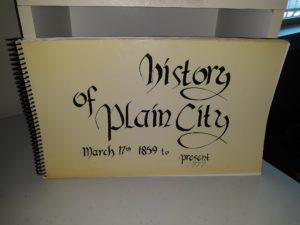 History
of
Plain City
March 17th 1859 to present